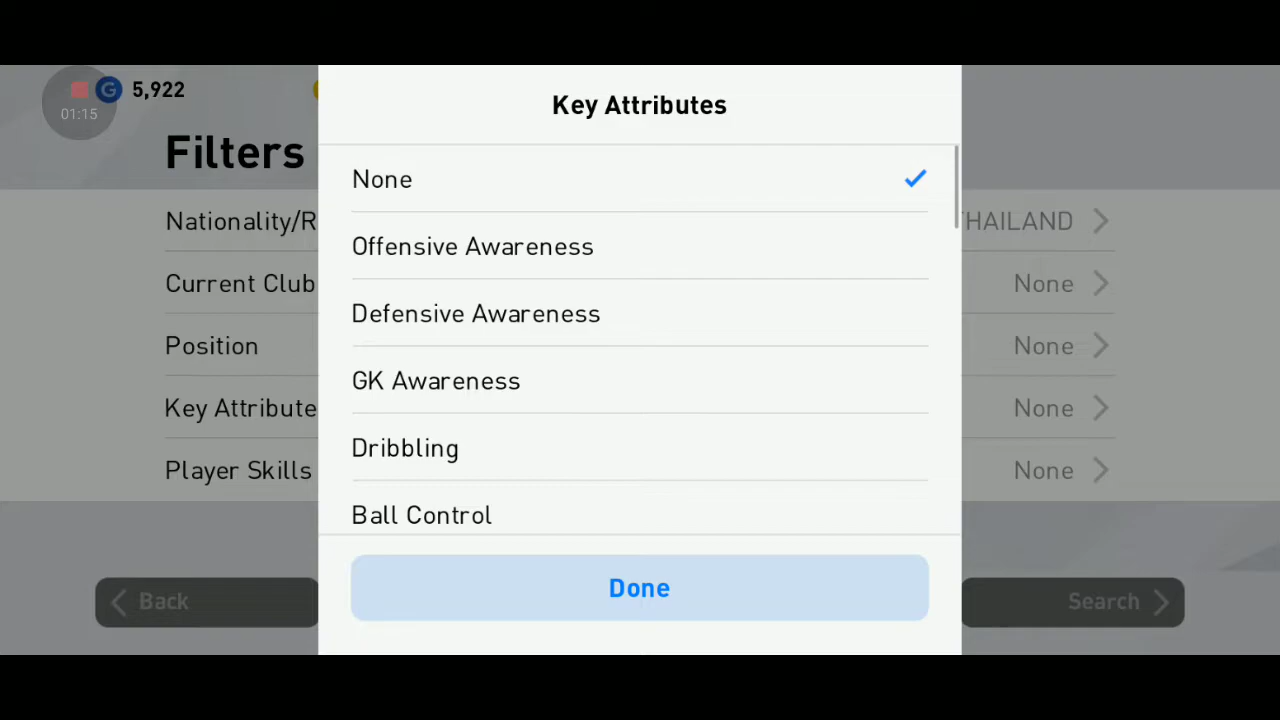 5,922
01:15
Filters
Key Attributes
None
Offensive Awareness
Defensive Awareness
GK Awareness
Dribbling
Ball Control
Done
Nationality/R
HAILAND
Current Club
None
Position
None
Key Attribute
None
Player Skills
None
Back
Search